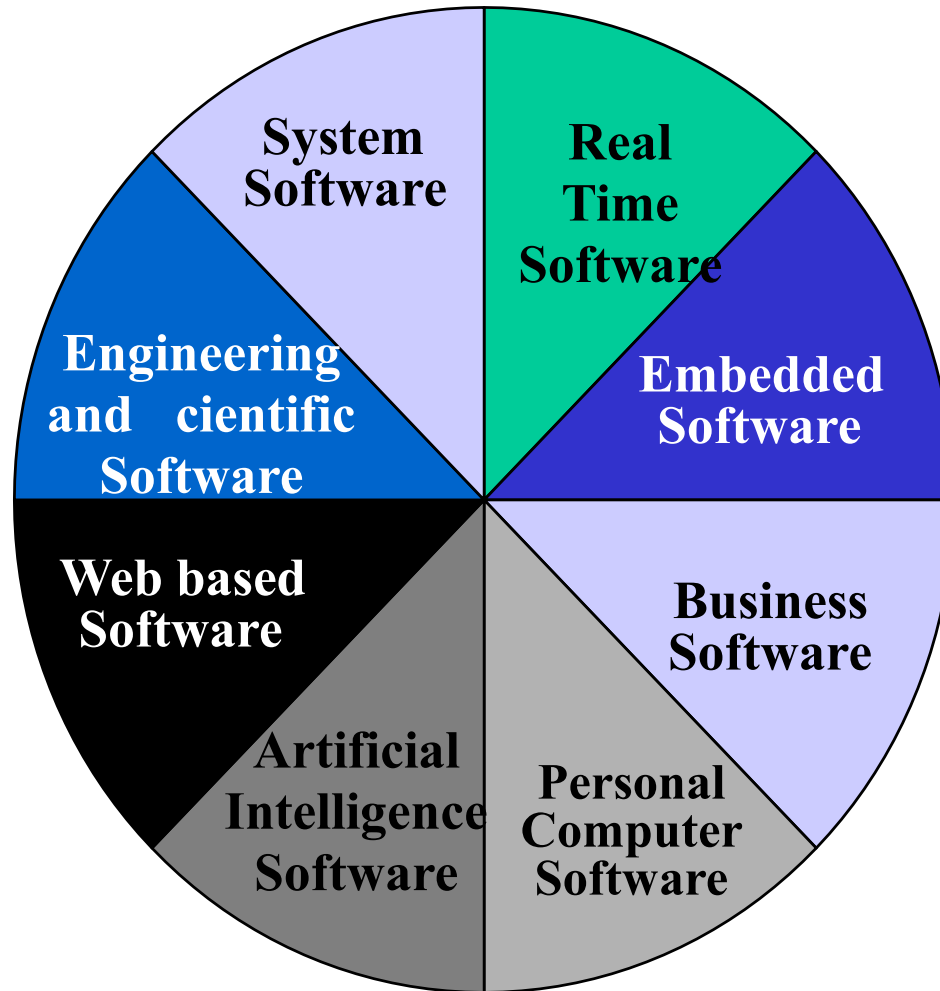 System
Software
Real
Time
Software
Embedded
Software
Business
Software
Personal
Computer
Software
Artificial
Intelligence
Software
Web based
Software
Engineering
and cientific
Software